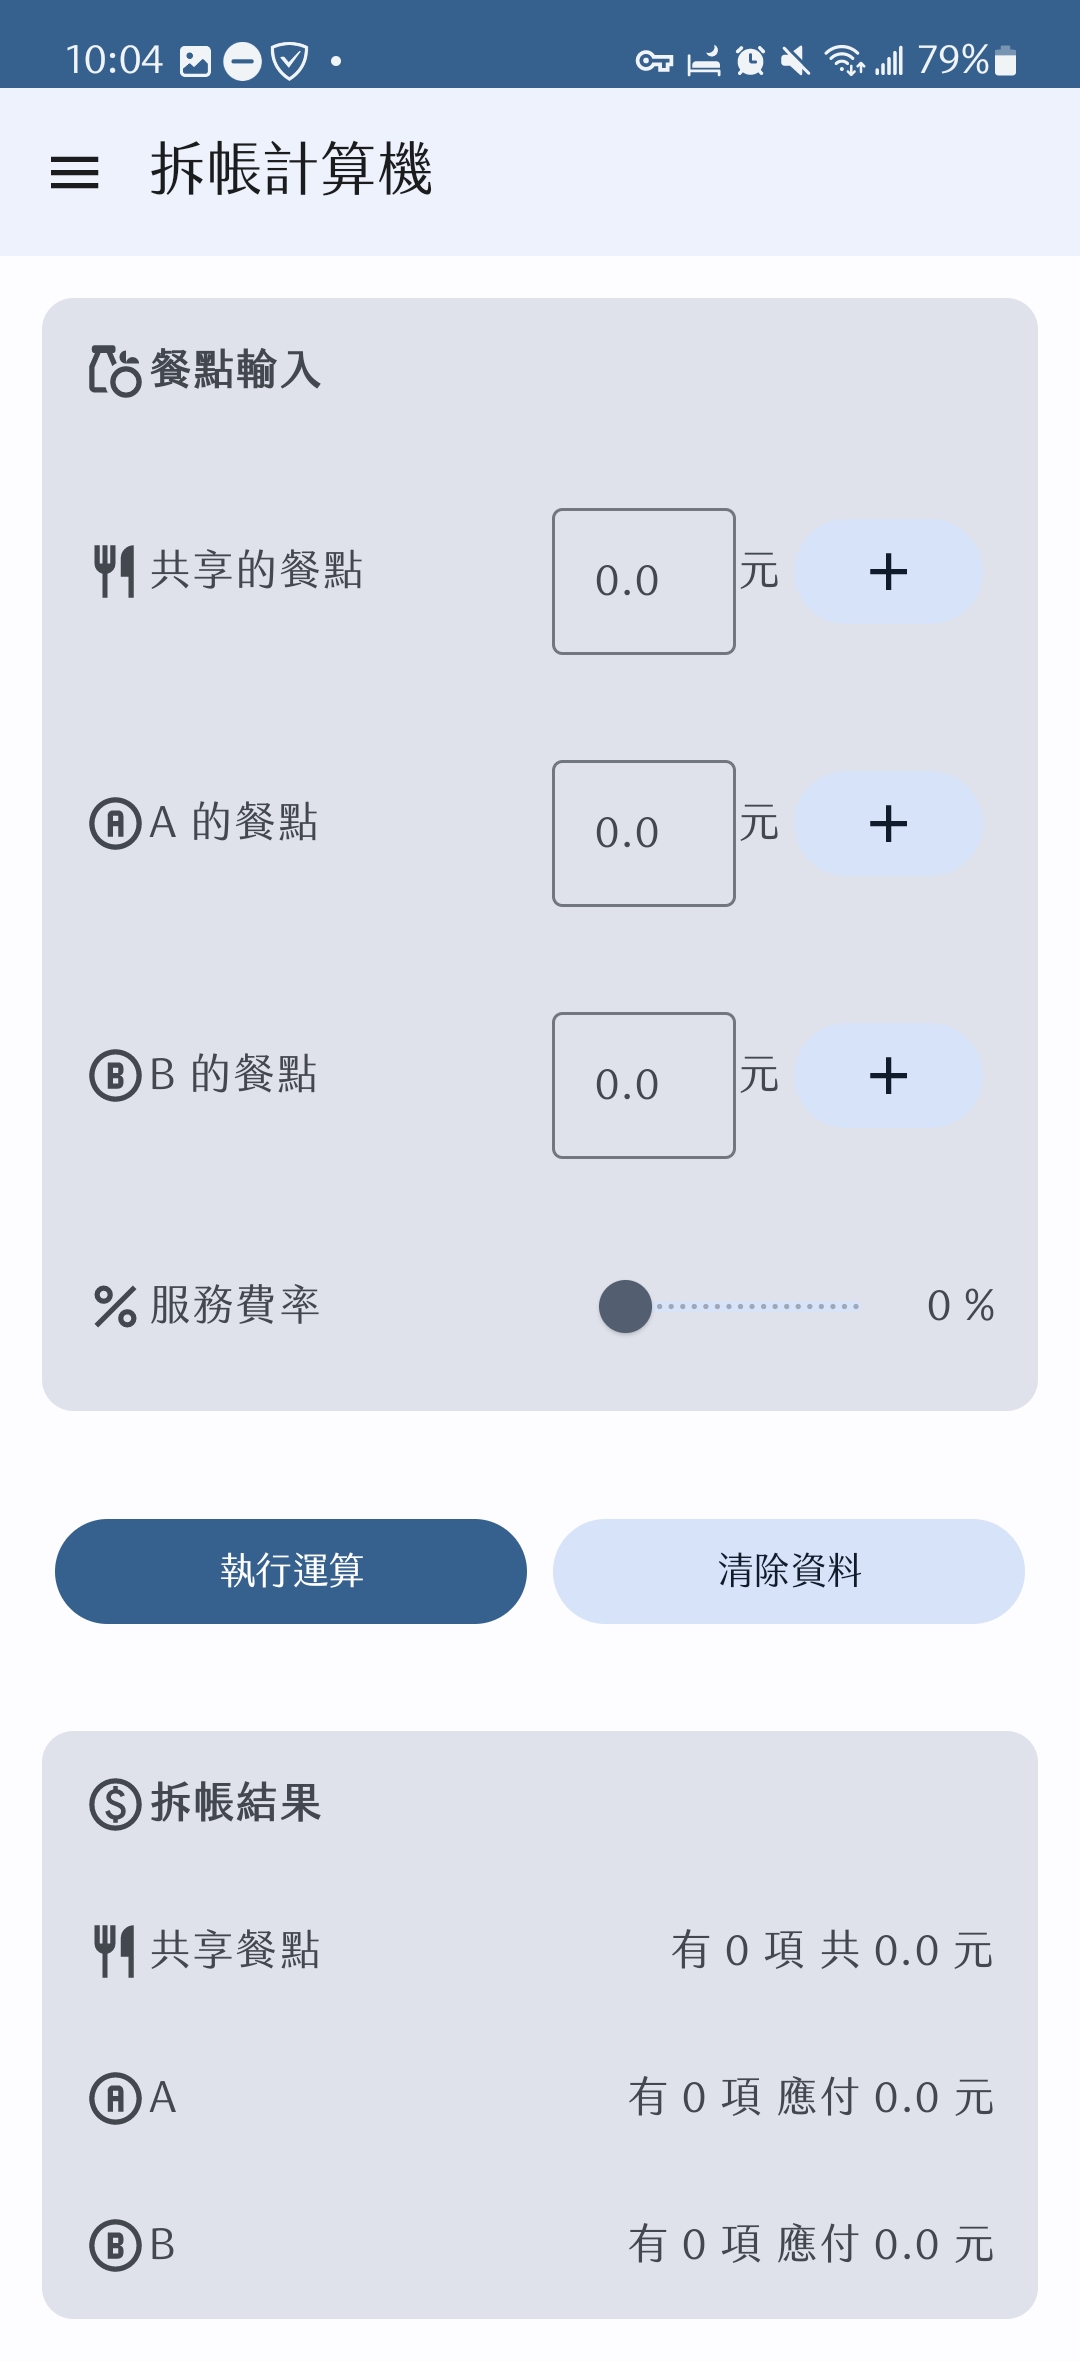 10:04 79%
拆帳計算機
餐點輸入
共享的餐點 0.0 元 +
A A 的餐點 0.0 元 +
B B 的餐點 0.0 元 +
% 服務費率 0 %
執行運算 清除資料
$ 拆帳結果
共享餐點 有 0 項 共 0.0 元
A A 有 0 項 應付 0.0 元
B B 有 0 項 應付 0.0 元